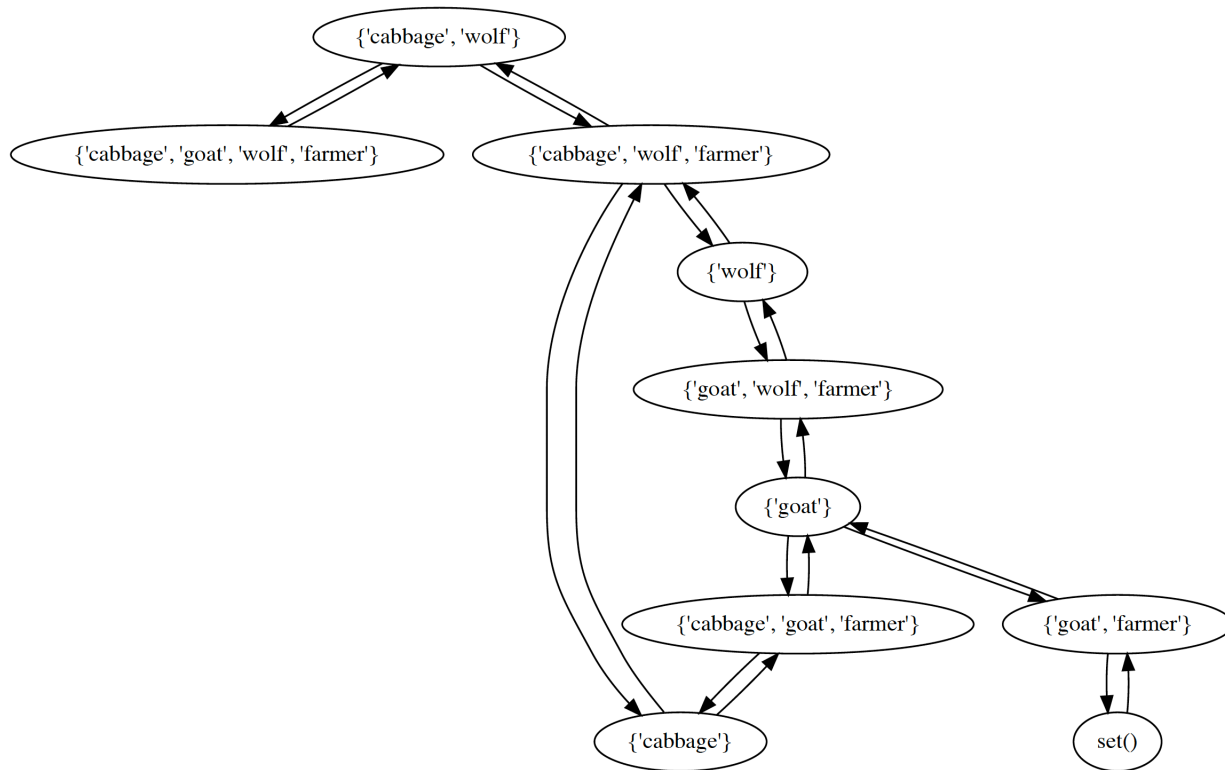 {'cabbage', 'wolf'}
{'cabbage', 'goat', 'wolf', 'farmer'}
{'cabbage', 'wolf', 'farmer'}
{'wolf'}
{'goat', 'wolf', 'farmer'}
{'goat'}
{'cabbage', 'goat', 'farmer'}
{'goat', 'farmer'}
{'cabbage'}
set()